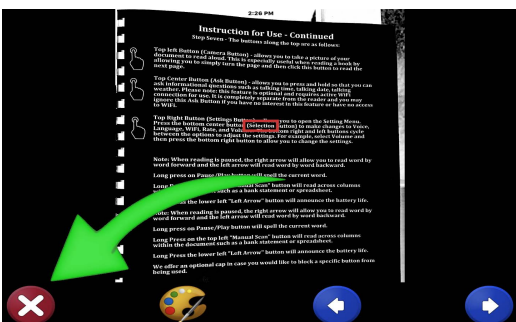 2:26 PM
Instruction for Use - Continued
Step Seven - The buttons along the top are as follows:
Top left Button (Camera Button) - allows you to take a picture of your
document to read aloud. This is especially useful when reading a book by
allowing you to simply turn the page and then click this button to read the
next page.
Top Center Button (Ask Button) - allows you to press and hold so that you can
ask informational questions such as talking time, talking date, talking
weather. Please note: this feature is optional and requires active WIFI
connection for use. It is completely separate from the reader and you may
ignore this Ask Button if you have no interest in this feature or have no access
to WIFI.
Top Right Button (Settings Button) you to open the Setting Menu.
Press the bottom center button (Selection button) to make changes to Voice,
Language, WIFI, Rate, and bottom right and left buttons cycle
between the options to adjust the settings. For example, select Volume and
then press the bottom right button to allow you to change the settings.
Note: When reading is paused, the right arrow will allow you to read word by
word forward and the left arrow will read word by word backward.
Long press on Pause/Play button will spell the current word.
Long "Manual Scan" button will read across columns
such as a bank statement or spreadsheet.
the lower left "Left Arrow" button will announce the battery life.
Note: When reading is paused, the right arrow will allow you to read word by
word forward and the left arrow will read word by word backward.
Long press on Pause/Play button will spell the current word.
Long Press on the top left "Manual Scan" button will read across columns
within the document such as a bank statement or spreadsheet.
Long Press the lower left "Left Arrow" button will announce the battery life.
We offer an optional cap in case you would like to block a specific button from
being used.